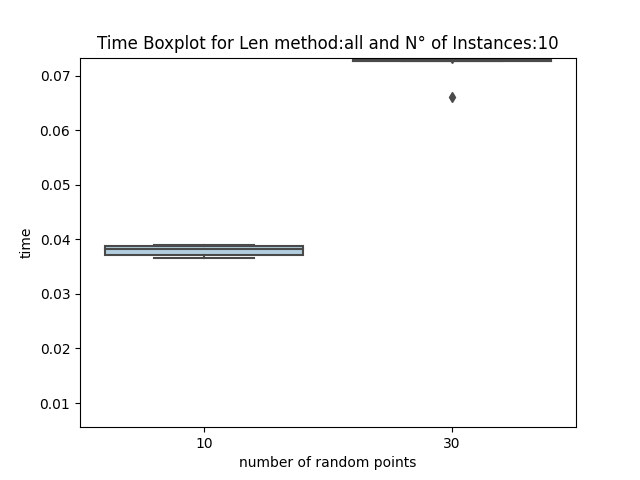 Time Boxplot for Len method:all and N° of Instances:10
0.07
0.06
0.05
0.04
0.03
0.02
0.01
time
10 30
number of random points